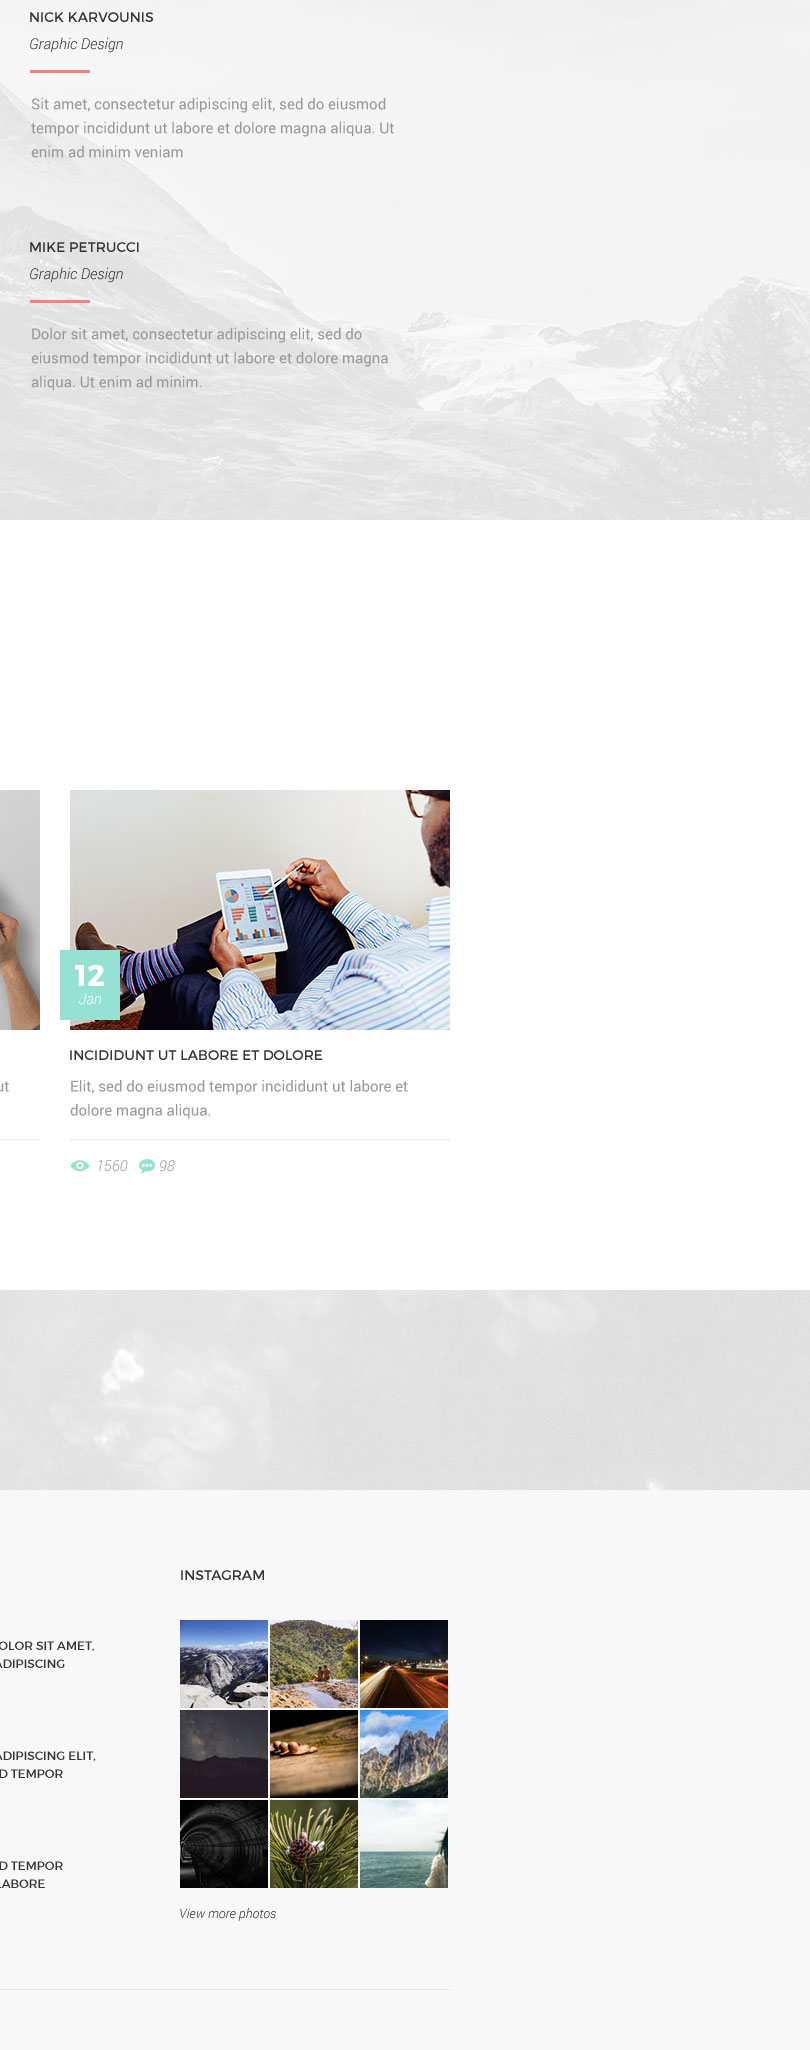 NICK KARVOUNIS
Graphic Design
Sit amet, consectetur adipiscing elit, sed do eiusmod
tempor incididunt ut labore et dolore magna aliqua. Ut
enim ad minim veniam
MIKE PETRUCCI
Graphic Design
Dolor sit amet, consectetur adipiscing elit, sed do
eiusmod tempor incididunt ut labore et dolore magna
aliqua. Ut enim ad minim.
12
Jan
INCIDIDUNT UT LABORE ET DOLORE
ut
Elit, sed do eiusmod tempor incididunt ut labore et
dolore magna aliqua.
1560 98
INSTAGRAM
OLOR SIT AMET,
ADIPISCING
ADIPISCING ELIT,
D TEMPOR
D TEMPOR
LABORE
View more photos